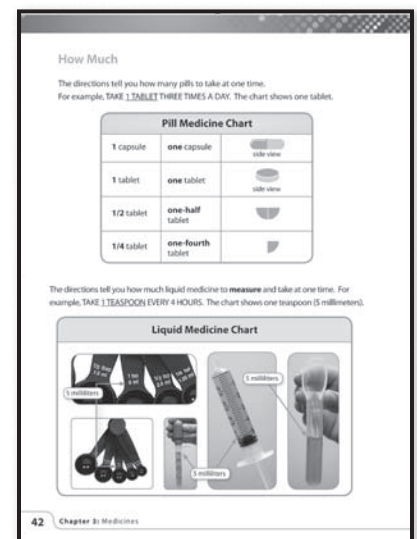 How Much
The directions tell you how many pills to take at one time.
For example, TAKE 1 TABLET THREE TIMES A DAY. The chart shows one tablet.
Pill Medicine Chart
1 capsule one capsule side view
1 tablet one tablet side view
1/2 tablet one-half tablet
1/4 tablet one-fourth tablet
The directions tell you how much liquid medicine to measure and take at one time. For
example, TAKE 1 TEASPOON EVERY 4 HOURS. The chart shows one teaspoon (5 millimeters).
Liquid Medicine Chart
5 milliliters
5 milliliters
5 milliliters
42 Chapter 3: Medicines